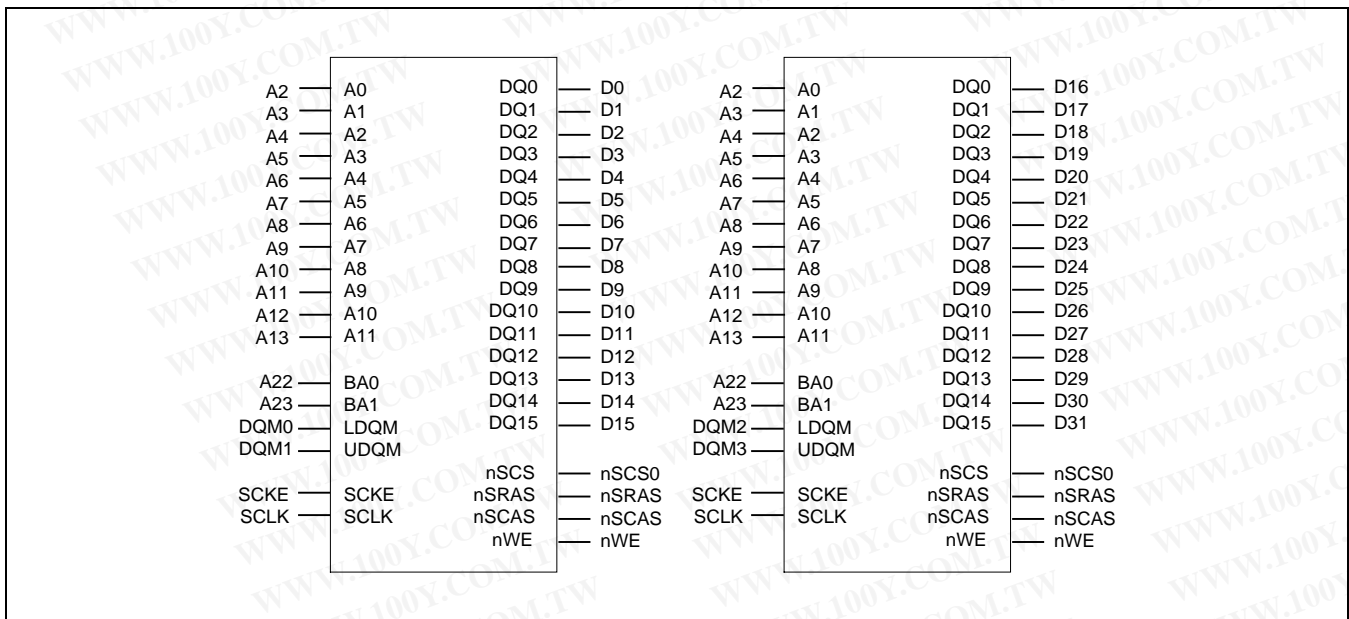 A2 A0 DQ0 D0 A2 A0 DQ0 D16
A3 A1 DQ1 D1 A3 A1 DQ1 D17
A4 A2 DQ2 D2 A4 A2 DQ2 D18
A5 A3 DQ3 D3 A5 A3 DQ3 D19
A6 A4 DQ4 D4 A6 A4 DQ4 D20
A7 A5 DQ5 D5 A7 A5 DQ5 D21
A8 A6 DQ6 D6 A8 A6 DQ6 D22
A9 A7 DQ7 D7 A9 A7 DQ7 D23
A10 A8 DQ8 D8 A10 A8 DQ8 D24
A11 A9 DQ9 D9 A11 A9 DQ9 D25
A12 A10 DQ10 D10 A12 A10 DQ10 D26
A13 A11 DQ11 D11 A13 A11 DQ11 D27
DQ12 D12 DQ12 D28
A22 BA0 DQ13 D13 A22 BA0 DQ13 D29
A23 BA1 DQ14 D14 A23 BA1 DQ14 D30
DQM0 LDQM DQ15 D15 DQM2 LDQM DQ15 D31
DQM1 UDQM DQM3 UDQM
nSCS nSCS0 nSCS nSCS0
SCKE SCKE nSRAS nSRAS SCKE SCKE nSRAS nSRAS
SCLK SCLK nSCAS nSCAS SCLK SCLK nSCAS nSCAS
nWE nWE nWE nWE
WWW.100Y.COM.TW